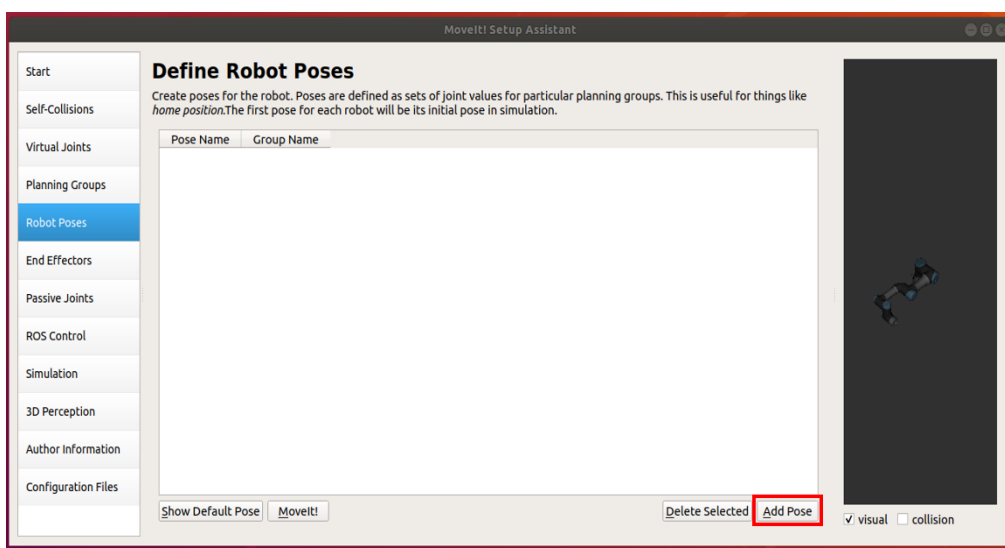 MoveIt! Setup Assistant
Start
Self-Collisions
Virtual Joints
Planning Groups
Robot Poses
End Effectors
Passive Joints
ROS Control
Simulation
3D Perception
Author Information
Configuration Files
Define Robot Poses
Create poses for the robot. Poses are defined as sets of joint values for particular planning groups. This is useful for things like
home position.The first pose for each robot will be its initial pose in simulation.
Pose Name Group Name
Show Default Pose MoveIt! Delete Selected Add Pose
visual collision